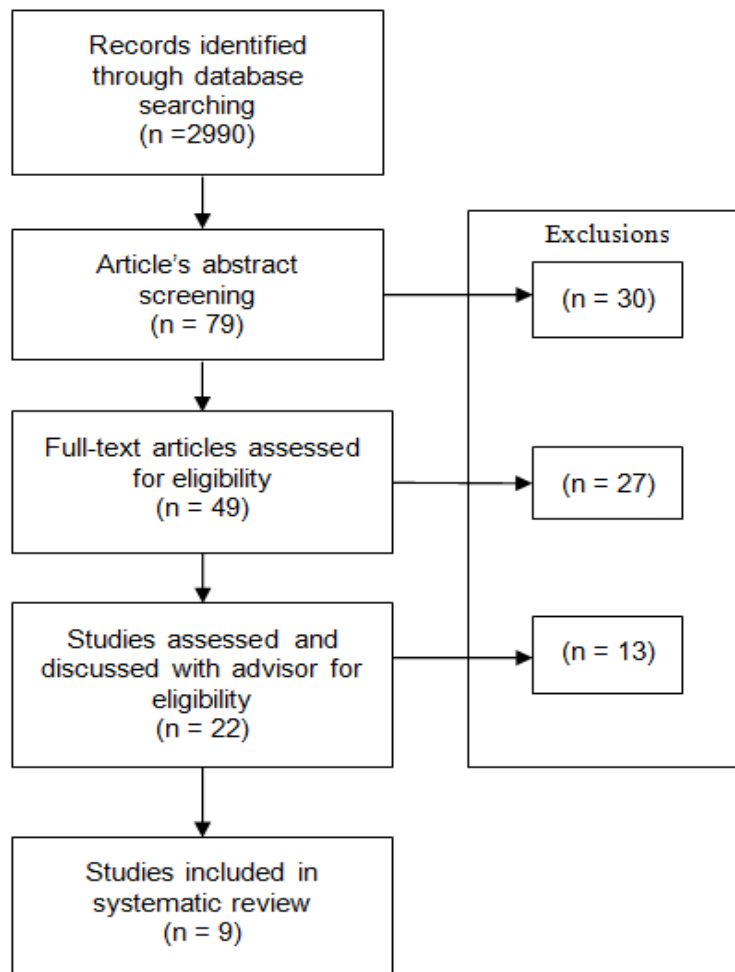 Records identified
through database
searching
(n =2990)
Article's abstract
screening
(n = 79)
Exclusions
(n = 30)
Full-text articles assessed
for eligibility
(n = 49)
(n = 27)
Studies assessed and
discussed with advisor for
eligibility
(n = 22)
(n = 13)
Studies included in
systematic review
(n = 9)